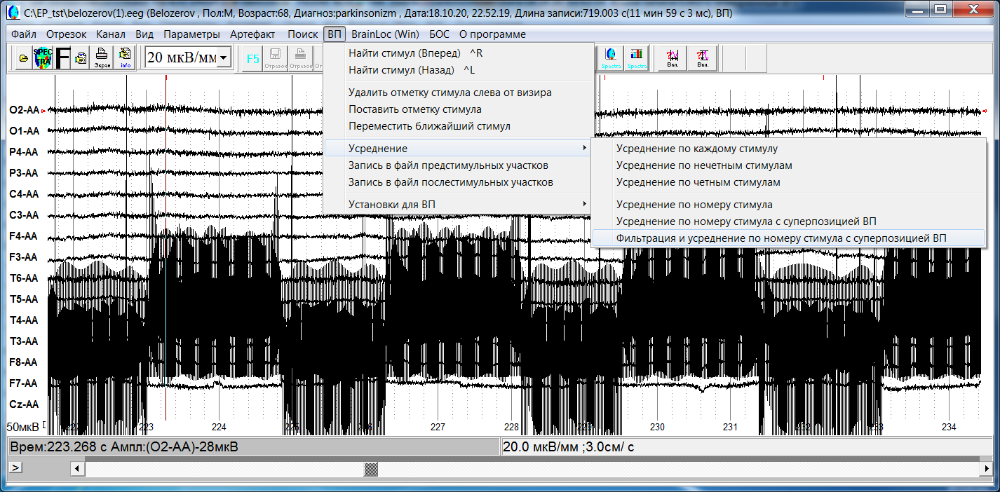 C:\EP_tst\belozerov(1).eeg (Belozerov , Пол:М, Возраст:68, Диагноз:parkinsonizm , Дата:18.10.20, 22.52.19, Длина записи:719.003 с(11 мин 59 с 3 мс), ВП)
Файл Отрезок Канал Вид Параметры Артефакт Поиск ВП BrainLoc (Win) БОС О программе
SPEC TRA F Экран info 20 мкВ/мм F5 Отрезок Отрезок Spectra Spectra Вкл. Вкл.
Найти стимул (Вперед) ^R
Найти стимул (Назад) ^L
Удалить отметку стимула слева от визира
Поставить отметку стимула
Переместить ближайший стимул
Усреднение
Запись в файл предстимульных участков
Запись в файл послестимульных участков
Установки для ВП
Усреднение по каждому стимулу
Усреднение по нечетным стимулам
Усреднение по четным стимулам
Усреднение по номеру стимула
Усреднение по номеру стимула с суперпозицией ВП
Фильтрация и усреднение по номеру стимула с суперпозицией ВП
O2-AA
O1-AA
P4-AA
P3-AA
C4-AA
C3-AA
F4-AA
F3-AA
T6-AA
T5-AA
T4-AA
T3-AA
F8-AA
F7-AA
Cz-AA
50мкВ 223 224 226 227 228 230 231 233 234
Врем:223.268 с Ампл:(O2-AA)-28мкВ
20.0 мкВ/мм ;3.0см/ с
>